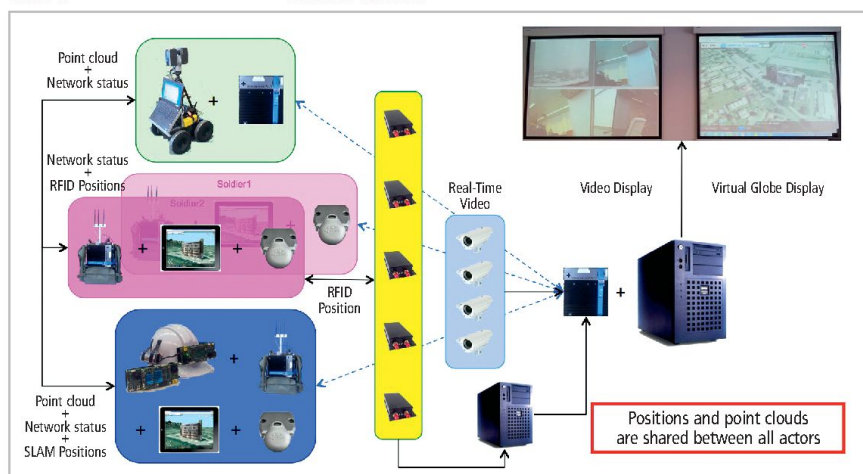 Point cloud
+
Network status
+
Network status
+
RFID Positions
Soldier1
Soldier2
+
+
+
+
RFID
Position
+
+
+
Point cloud
+
Network status
+
SLAM Positions
Real-Time
Video
Video Display
Virtual Globe Display
+
Positions and point clouds
are shared between all actors